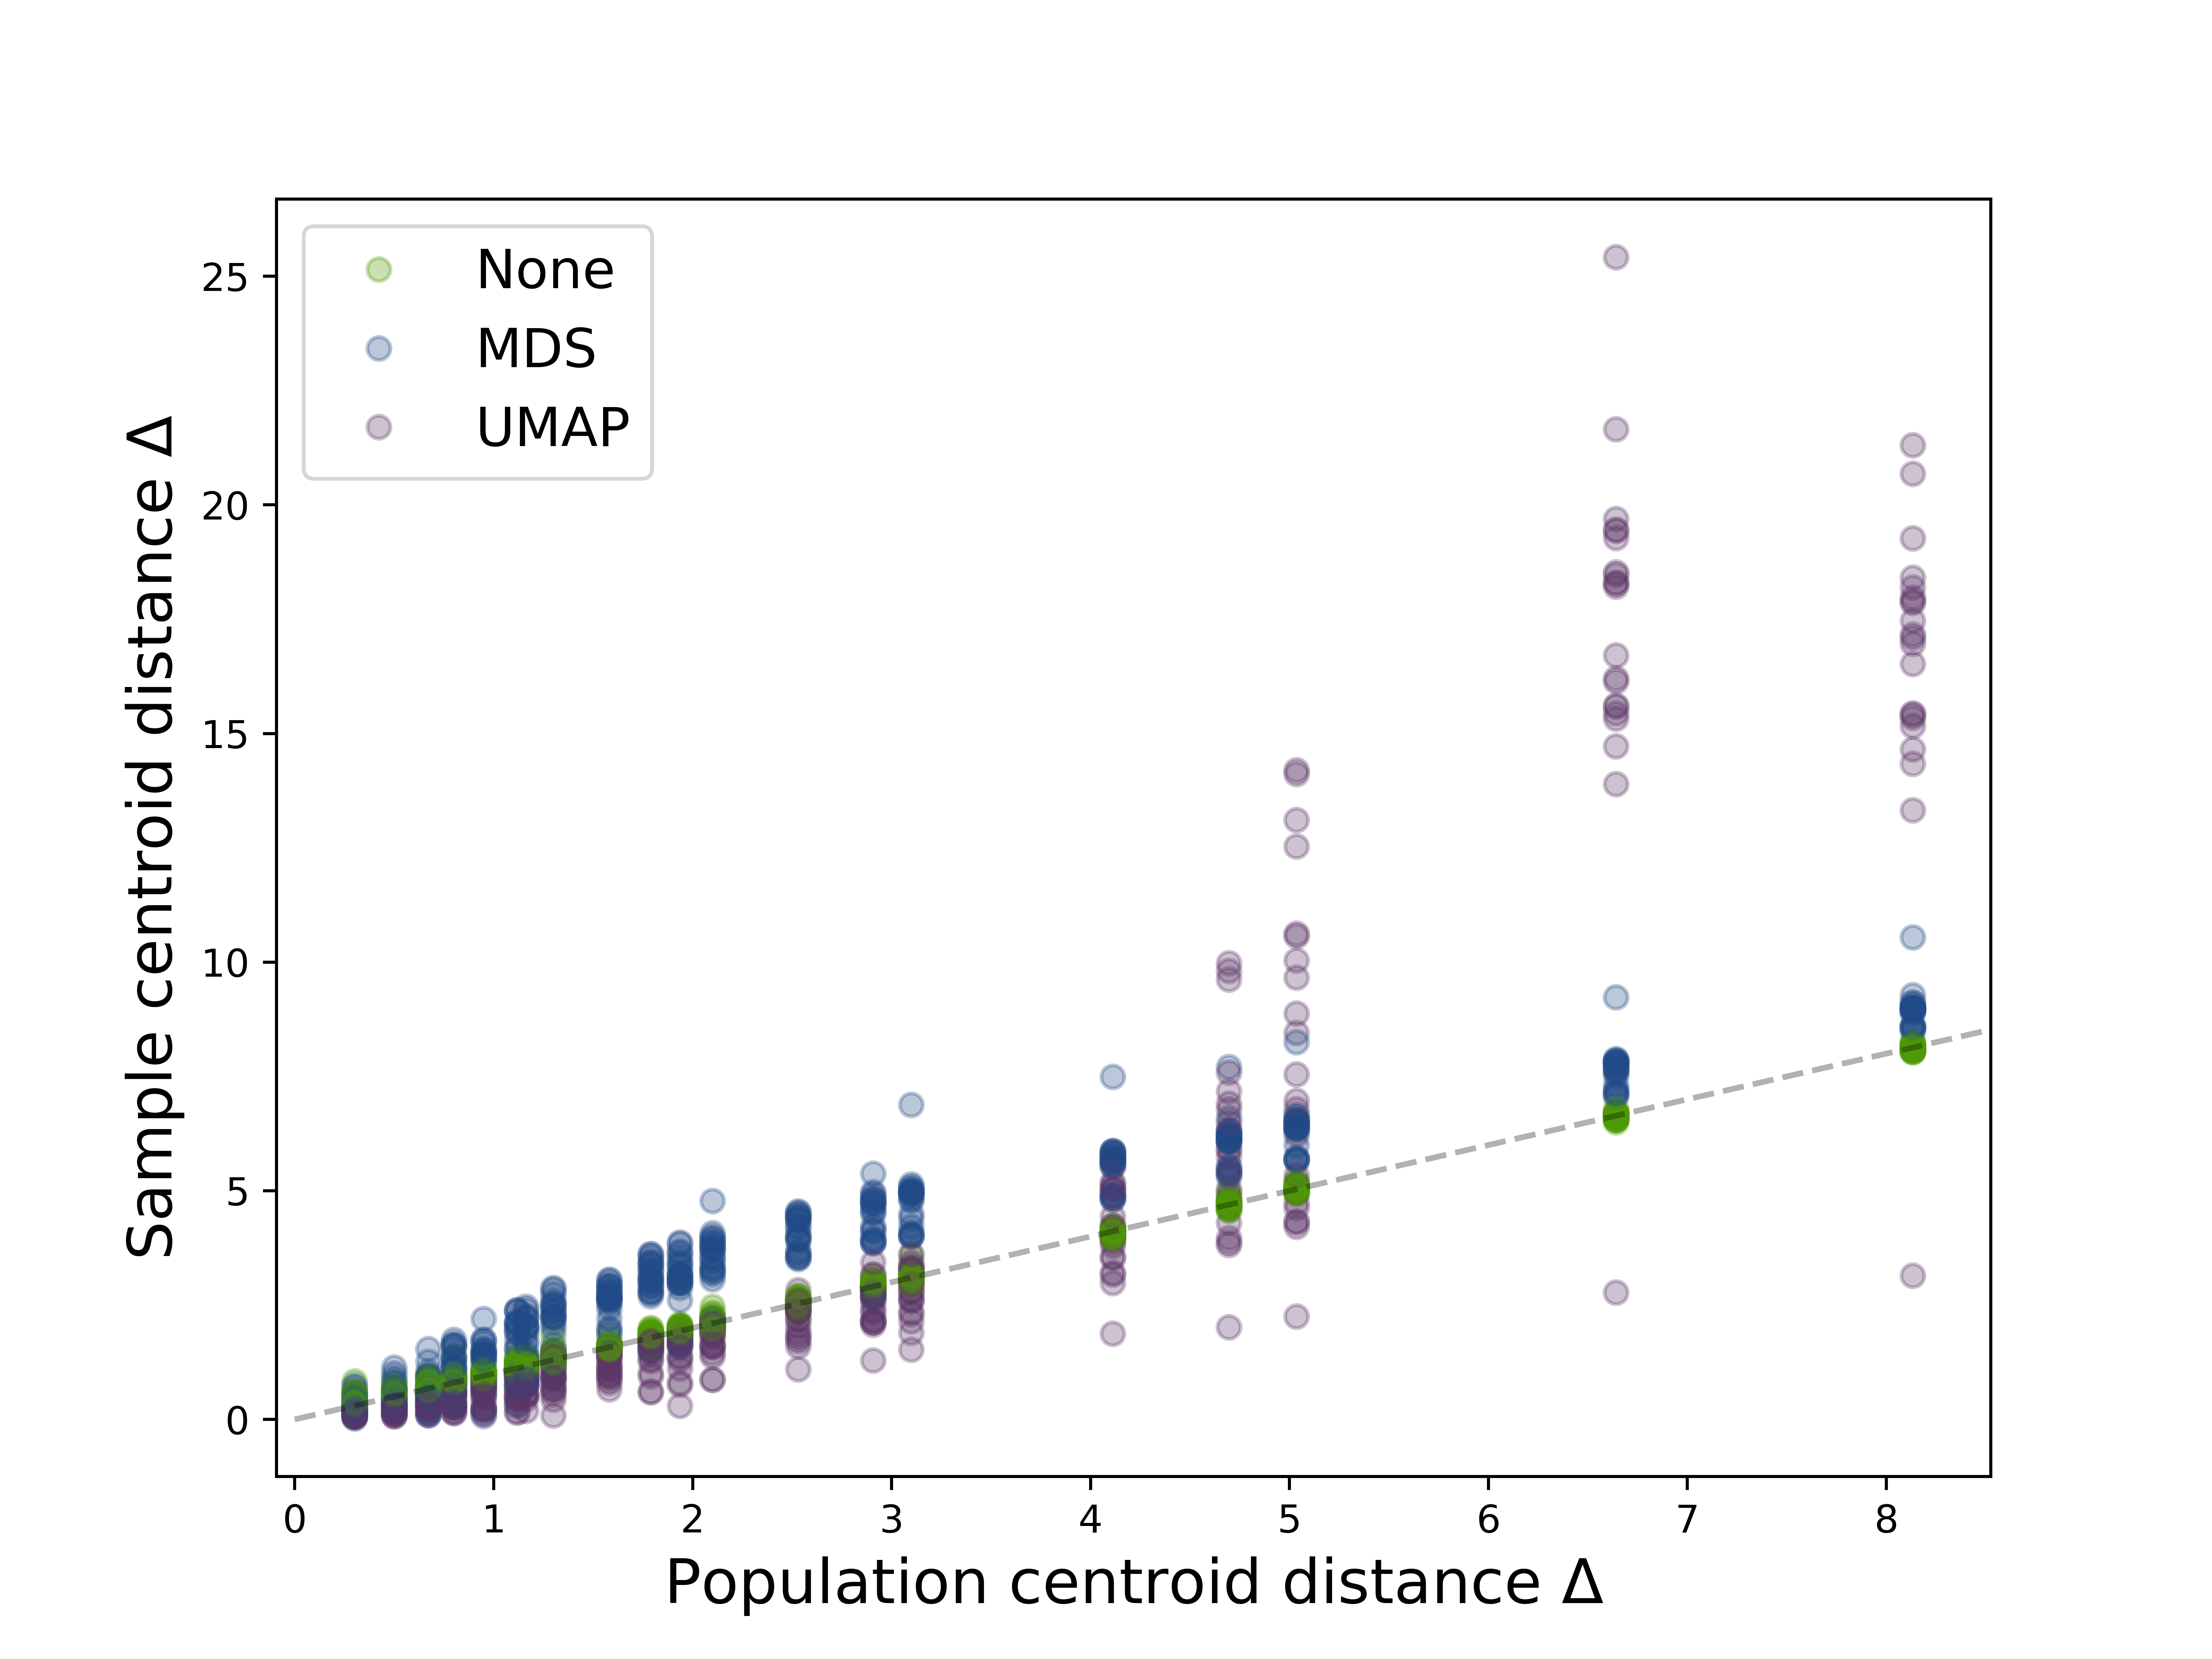 None
MDS
UMAP
25
20
15
10
5
0
Sample centroid distance Δ
0 1 2 3 4 5 6 7 8
Population centroid distance Δ